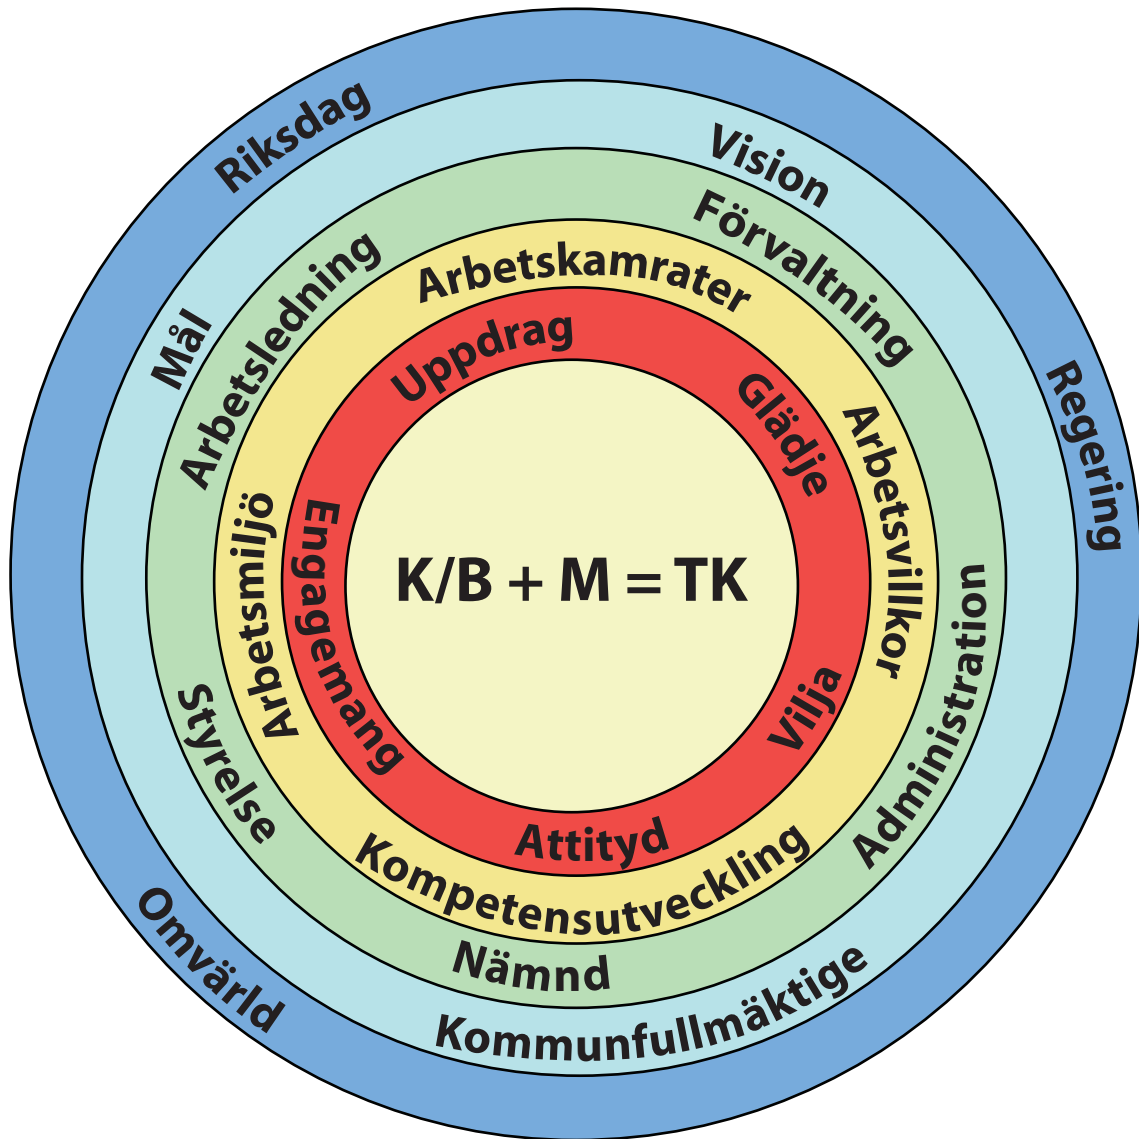 Riksdag
Regering
Omvärld
Vision
Mål
Kommunfullmäktige
Förvaltning
Arbetsledning
Administration
Styrelse
Nämnd
Arbetskamrater
Arbetsvillkor
Arbetsmiljö
Kompetensutveckling
Uppdrag
Glädje
Engagemang
Vilja
Attityd
K/B + M = TK